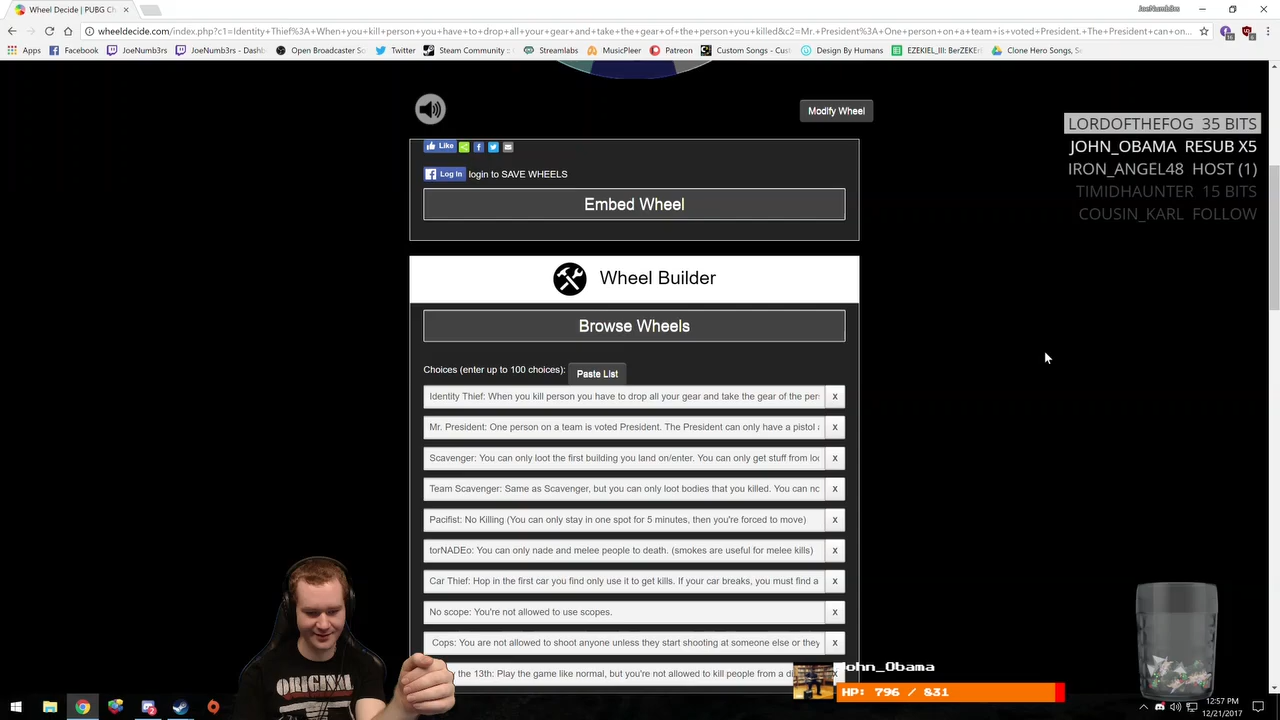 Wheel Decide | PUBG Ch
JoeNumb3rs
wheeldecide.com/index.php?c1=Identity+Thief%3A+When+you+kill+person+you+have+to+drop+all+your+gear+and+take+the+gear+of+the+person+you+killed&c2=Mr.+President%3A+One+person+on+a+team+is+voted+President.+The+President+can+on...
Apps Facebook JoeNumb3rs JoeNumb3rs - Dashb Open Broadcaster So Twitter Steam Community :: Streamlabs MusicPleer Patreon Custom Songs - Cust Design By Humans EZEKIEL_III: BerZEKEr Clone Hero Songs, Se
Modify Wheel
Like
Log In login to SAVE WHEELS
Embed Wheel
LORDOFTHEFOG 35 BITS
JOHN_OBAMA RESUB X5
IRON_ANGEL48 HOST (1)
TIMIDHAUNTER 15 BITS
COUSIN_KARL FOLLOW
Wheel Builder
Browse Wheels
Choices (enter up to 100 choices): Paste List
Identity Thief: When you kill person you have to drop all your gear and take the gear of the per x
Mr. President: One person on a team is voted President. The President can only have a pistol x
Scavenger: You can only loot the first building you land on/enter. You can only get stuff from loo x
Team Scavenger: Same as Scavenger, but you can only loot bodies that you killed. You can no x
Pacifist: No Killing (You can only stay in one spot for 5 minutes, then you're forced to move) x
torNADEo: You can only nade and melee people to death. (smokes are useful for melee kills) x
Car Thief: Hop in the first car you find only use it to get kills. If your car breaks, you must find a x
No scope: You're not allowed to use scopes. x
Cops: You are not allowed to shoot anyone unless they start shooting at someone else or they x
y the 13th: Play the game like normal, but you're not allowed to kill people from a d
John_Obama
HP: 796 / 831
ORIGINAL
12:57 PM
12/21/2017